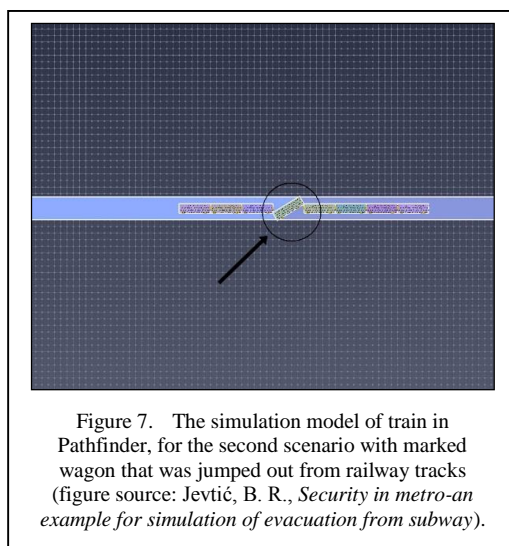 Figure 7. The simulation model of train in
Pathfinder, for the second scenario with marked
wagon that was jumped out from railway tracks
(figure source: Jevtić, B. R., Security in metro-an
example for simulation of evacuation from subway).